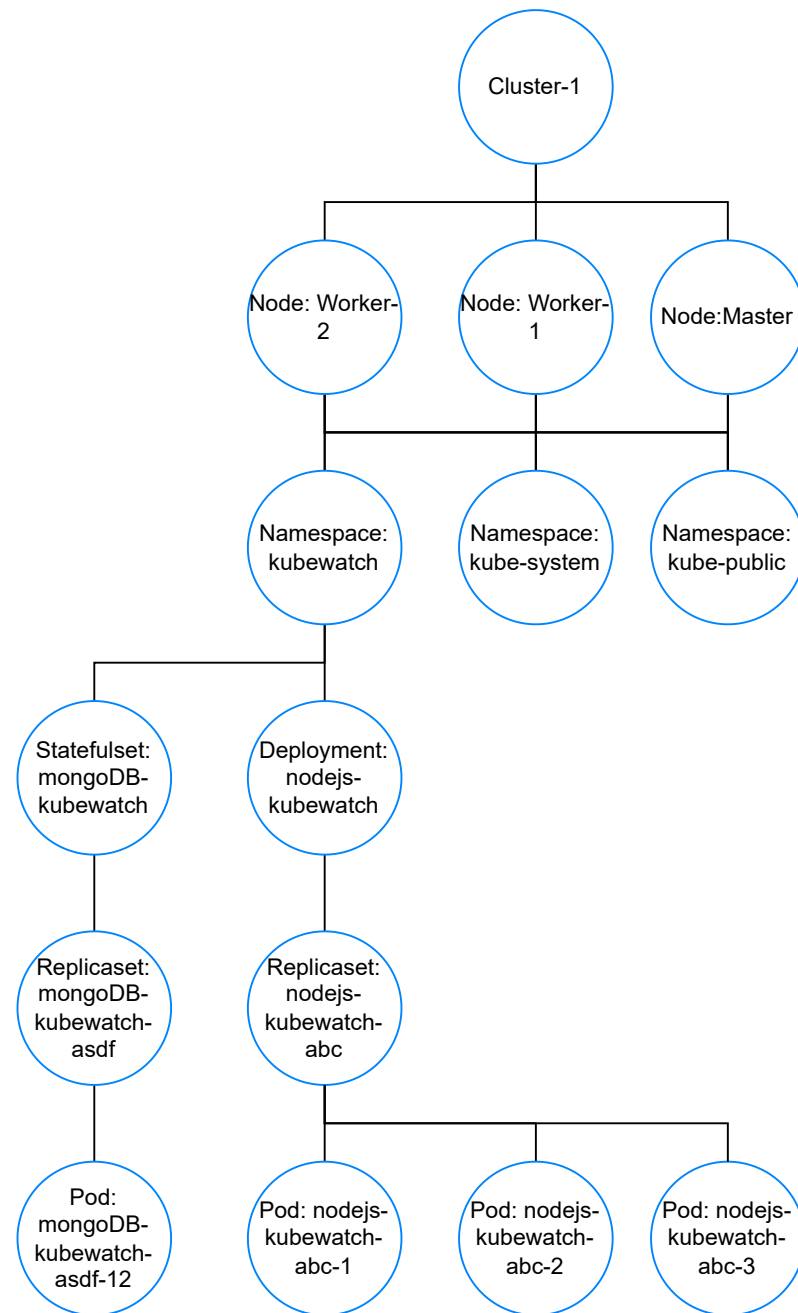 Cluster-1
Node: Worker-
2
Node: Worker-
1
Node:Master
Namespace:
kubewatch
Namespace:
kube-system
Namespace:
kube-public
Statefulset:
mongoDB-
kubewatch
Deployment:
nodejs-
kubewatch
Replicaset:
mongoDB-
kubewatch-
asdf
Replicaset:
nodejs-
kubewatch-
abc
Pod:
mongoDB-
kubewatch-
asdf-12
Pod: nodejs-
kubewatch-
abc-1
Pod: nodejs-
kubewatch-
abc-2
Pod: nodejs-
kubewatch-
abc-3